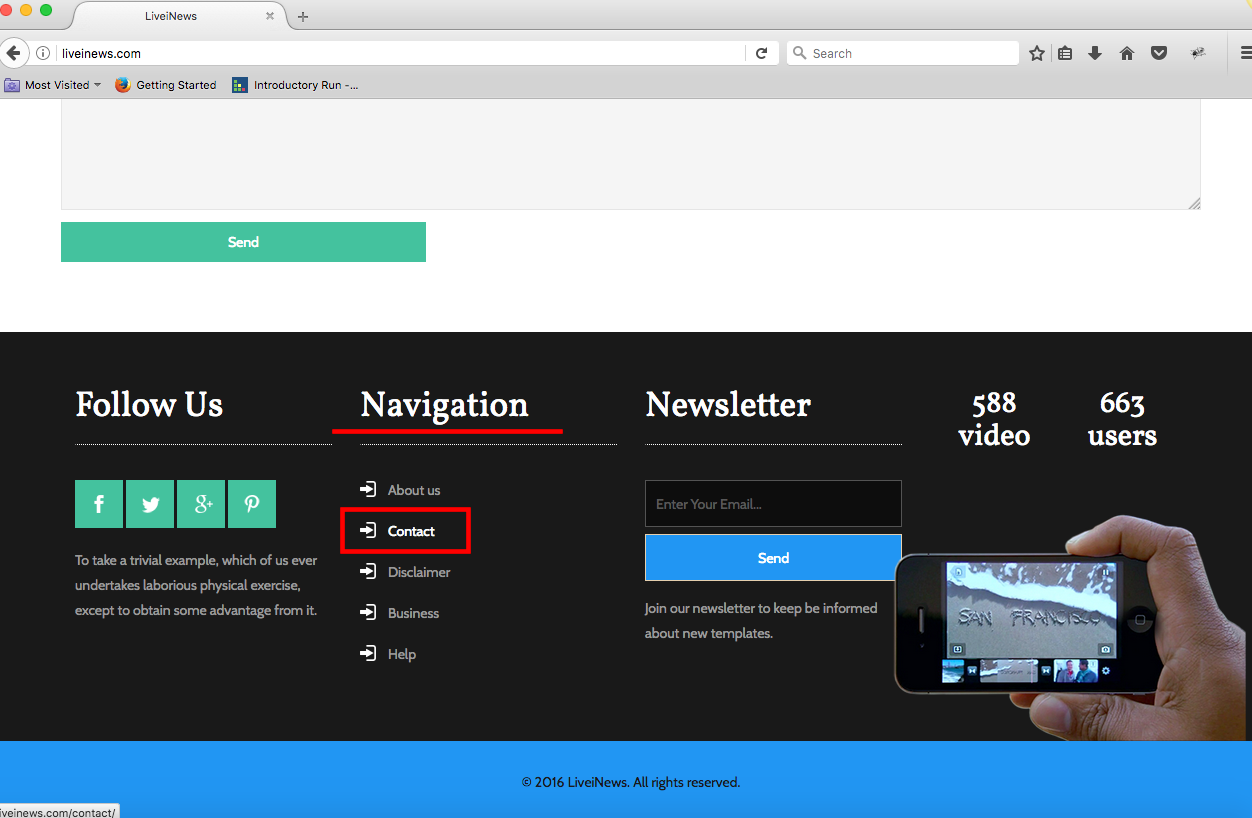 LiveiNews
liveinews.com
Search
Most Visited
Getting Started
Introductory Run -...
Send
Follow Us
To take a trivial example, which of us ever
undertakes laborious physical exercise,
except to obtain some advantage from it.
Navigation
About us
Contact
Disclaimer
Business
Help
Newsletter
Enter Your Email...
Send
Join our newsletter to keep be informed
about new templates.
588
video
663
users
SAN FRANCISCO
© 2016 LiveiNews. All rights reserved.
iveinews.com/contact/